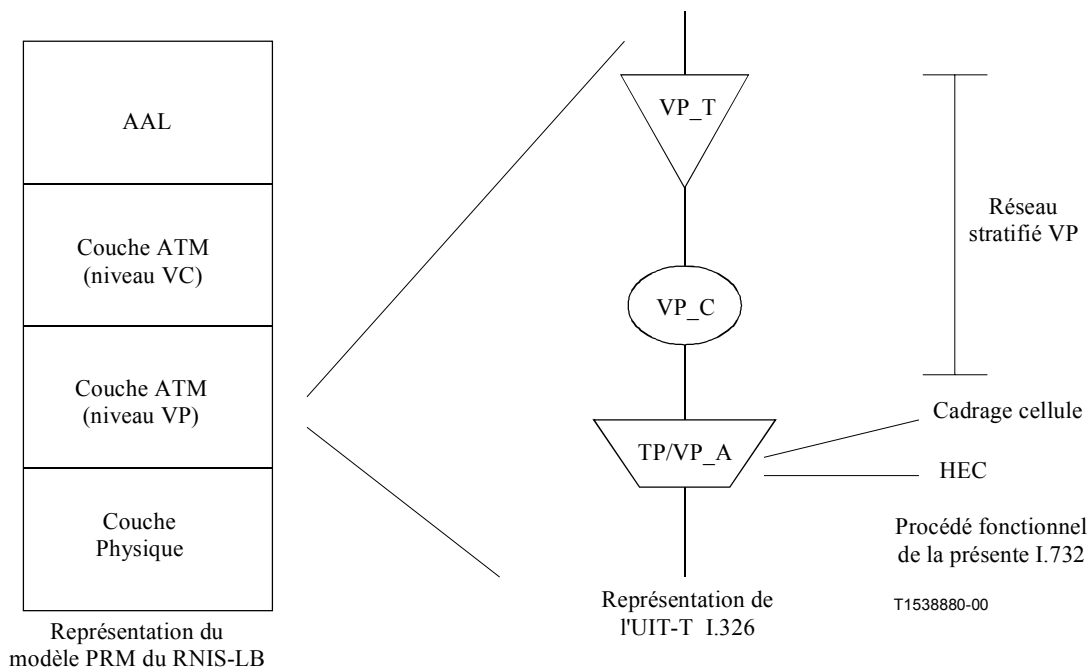 AAL
Couche ATM
(niveau VC)
Couche ATM
(niveau VP)
Couche
Physique
Représentation du
modèle PRM du RNIS-LB
VP_T
VP_C
TP/VP_A
Représentation de
l'UIT-T I.326
Réseau
stratifié VP
Cadrage cellule
HEC
Procédé fonctionnel
de la présente I.732
T1538880-00